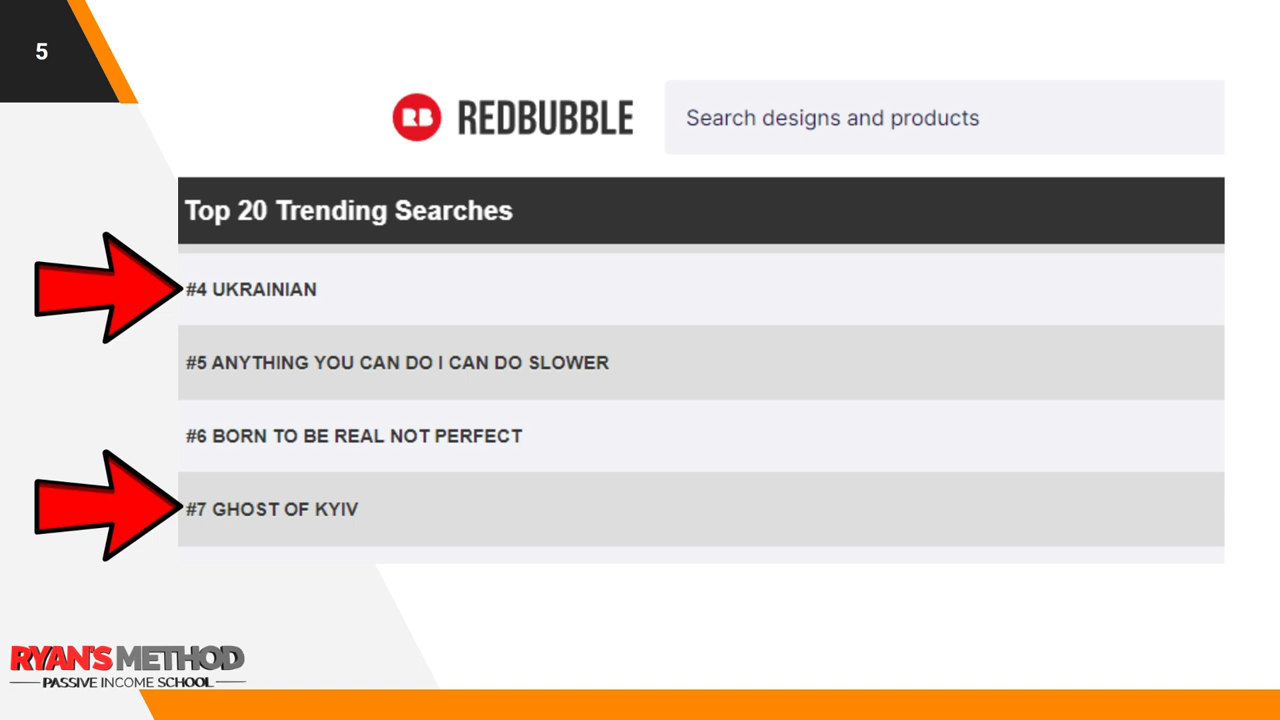 5
RB REDBUBBLE
Search designs and products
Top 20 Trending Searches
#4 UKRAINIAN
#5 ANYTHING YOU CAN DO I CAN DO SLOWER
#6 BORN TO BE REAL NOT PERFECT
#7 GHOST OF KYIV
RYAN'S METHOD
PASSIVE INCOME SCHOOL